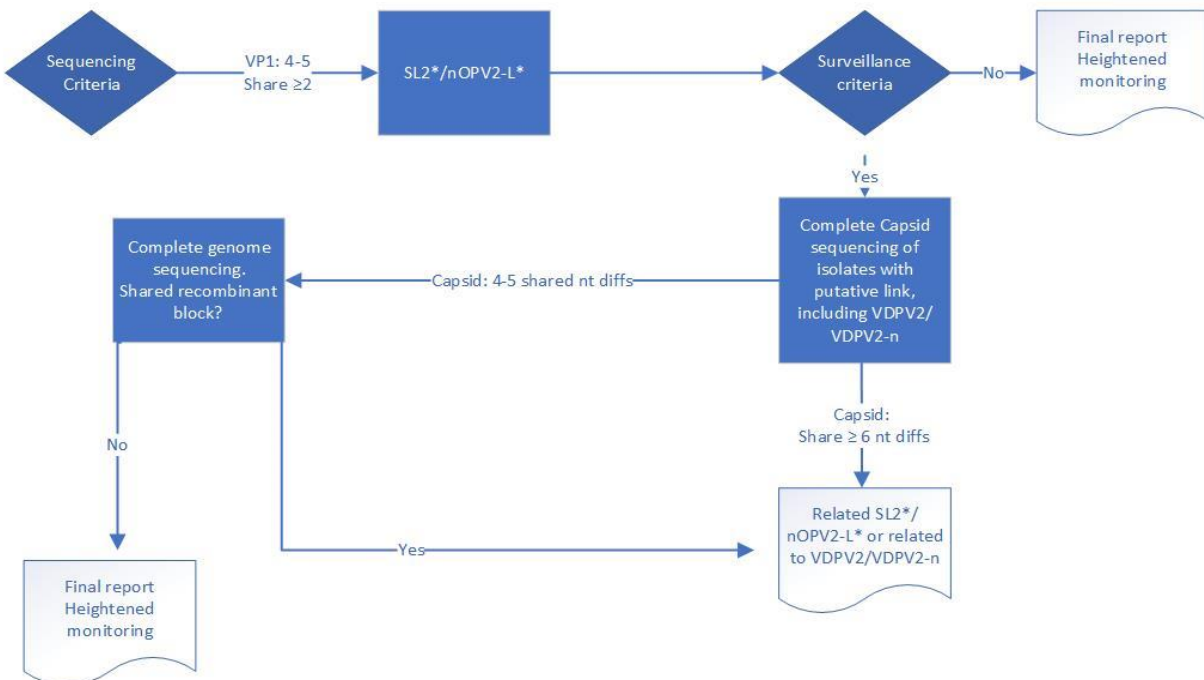 Sequencing
Criteria
VP1: 4-5
Share ≥2
SL2*/nOPV2-L*
Surveillance
criteria
No
Final report
Heightened
monitoring
Yes
Complete genome
sequencing.
Shared recombinant
block?
Capsid: 4-5 shared nt diffs
Complete Capsid
sequencing of
isolates with
putative link,
including VDPV2/
VDPV2-n
Capsid:
Share ≥ 6 nt diffs
No
Yes
Related SL2*/
nOPV2-L* or related
to VDPV2/VDPV2-n
Final report
Heightened
monitoring